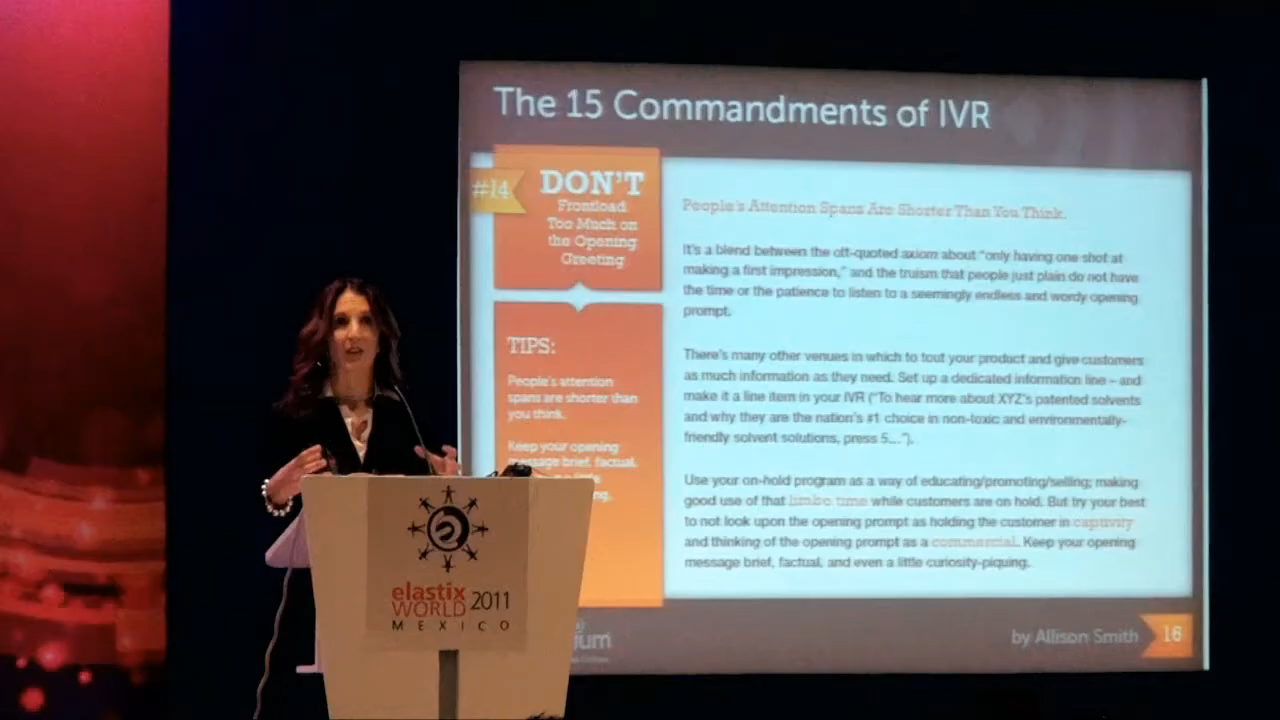 The 15 Commandments of IVR
#14
DON'T
Frontload
Too Much on
the Opening
Greeting
TIPS:
People's attention
spans are shorter than
you think.
Keep your opening
message brief, factual,
People's Attention Spans Are Shorter Than You Think.
It's a blend between the oft-quoted axiom about "only having one shot at
making a first impression," and the truism that people just plain do not have
the time or the patience to listen to a seemingly endless and wordy opening
prompt.
There's many other venues in which to tout your product and give customers
as much information as they need. Set up a dedicated information line – and
make it a line item in your IVR ("To hear more about XYZ's patented solvents
and why they are the nation's #1 choice in non-toxic and environmentally-
friendly solvent solutions, press 5...").
Use your on-hold program as a way of educating/promoting/selling; making
good use of that limbo time while customers are on hold. But try your best
to not look upon the opening prompt as holding the customer in captivity
and thinking of the opening prompt as a commercial. Keep your opening
message brief, factual, and even a little curiosity-piquing.
by Allison Smith
16
elastix
WORLD 2011
MEXICO